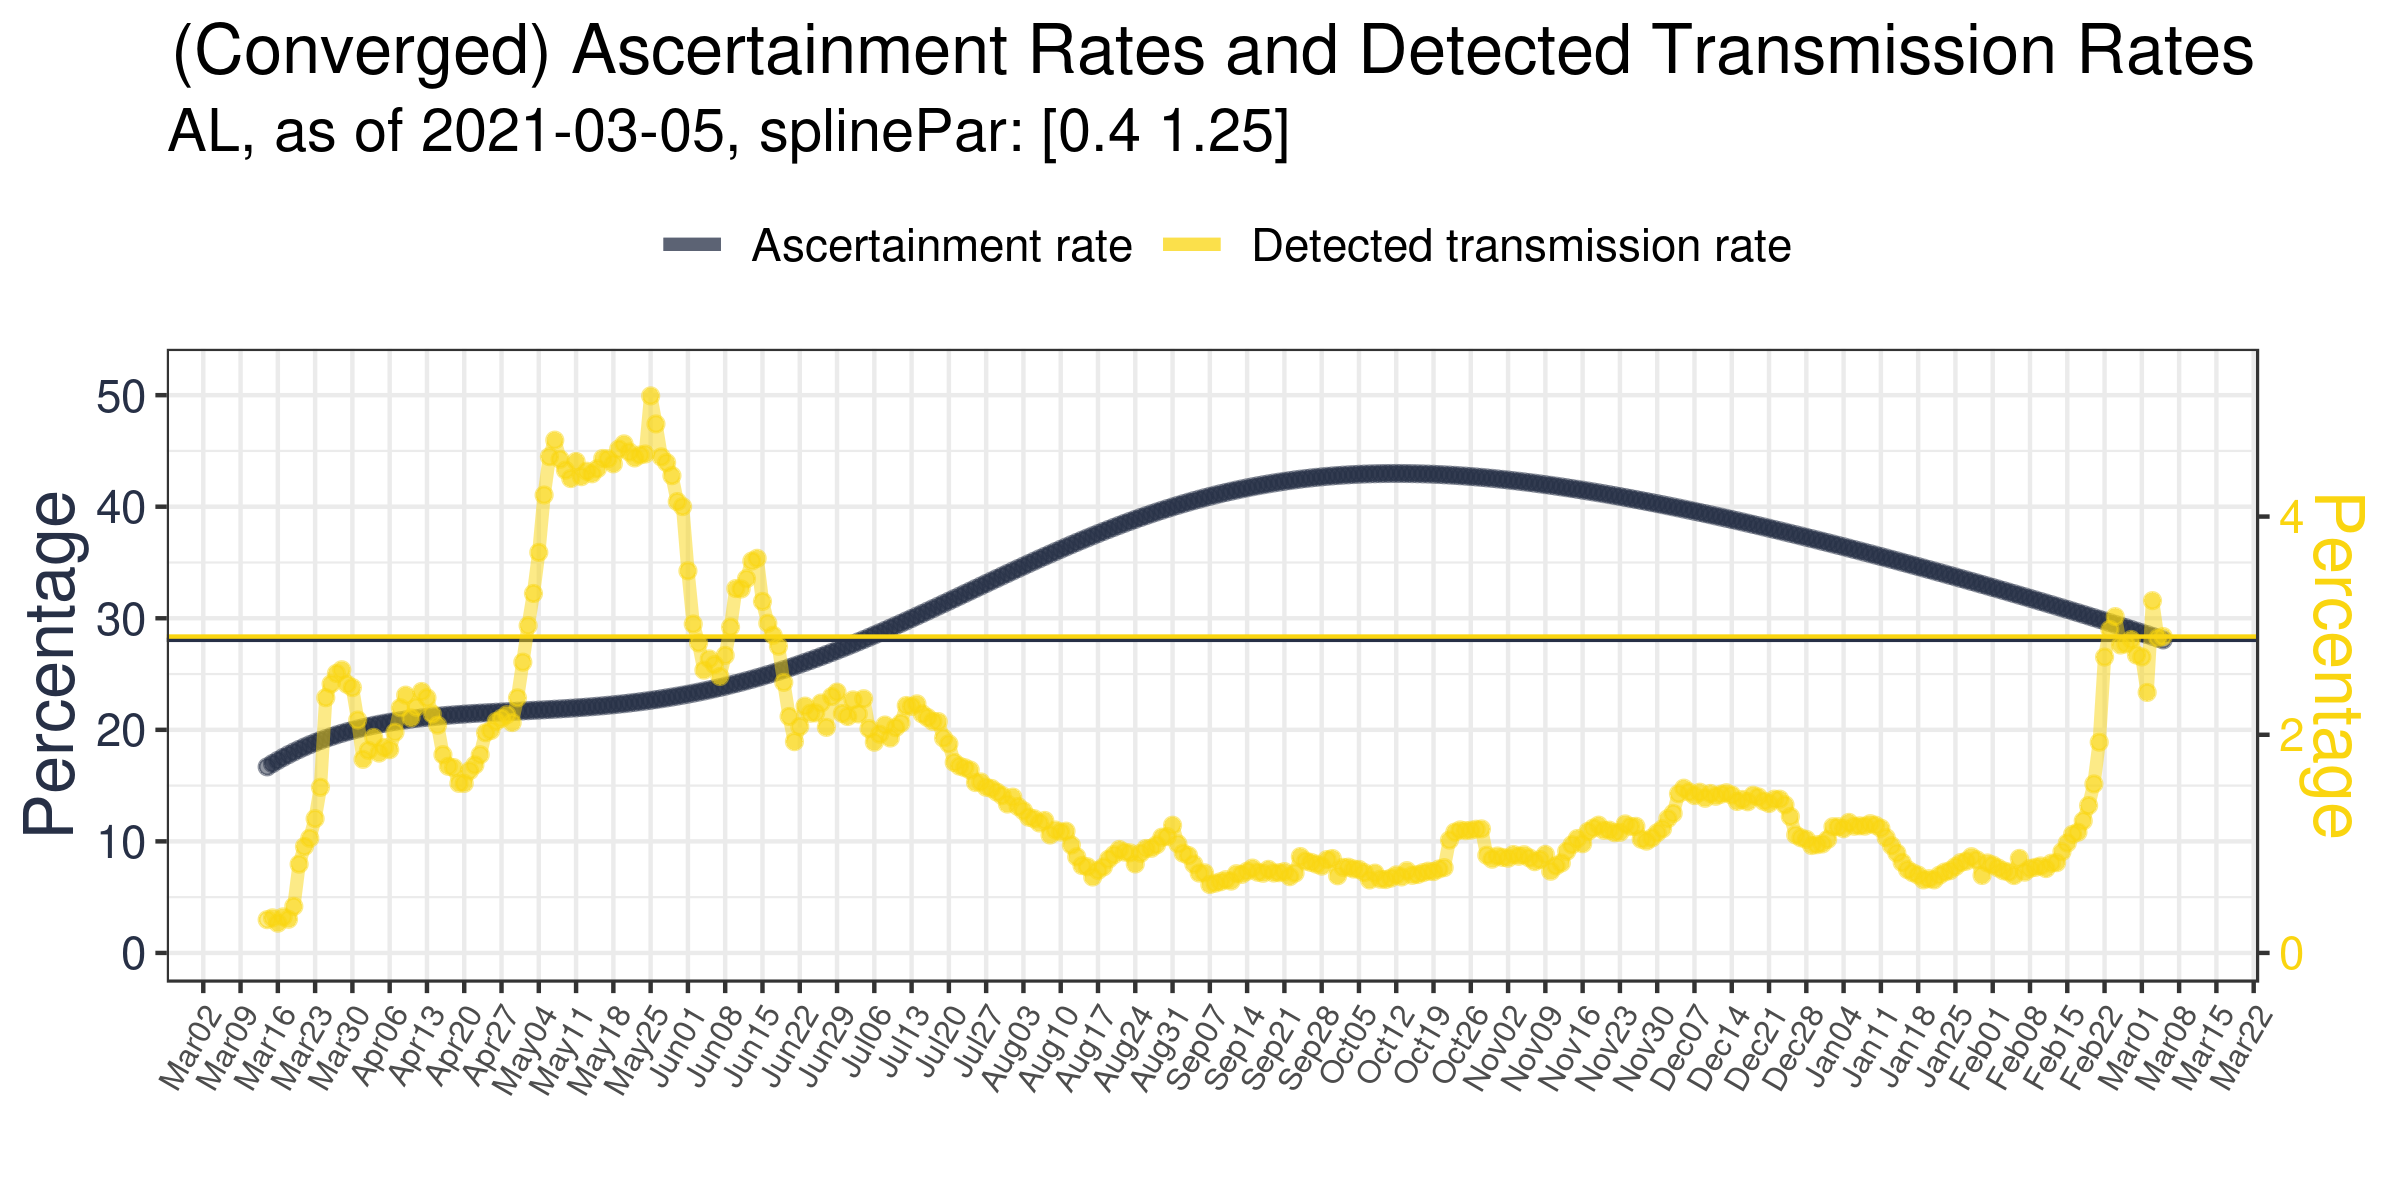 (Converged) Ascertainment Rates and Detected Transmission Rates
AL, as of 2021-03-05, splinePar: [0.4 1.25]
Ascertainment rate Detected transmission rate
Percentage
50
40
30
20
10
0
4
2
0
Percentage
Mar02 Mar09 Mar16 Mar23 Mar30 Apr06 Apr13 Apr20 Apr27 May04 May11 May18 May25 Jun01 Jun08 Jun15 Jun22 Jun29 Jul06 Jul13 Jul20 Jul27 Aug03 Aug10 Aug17 Aug24 Aug31 Sep07 Sep14 Sep21 Sep28 Oct05 Oct12 Oct19 Oct26 Nov02 Nov09 Nov16 Nov23 Nov30 Dec07 Dec14 Dec21 Dec28 Jan04 Jan11 Jan18 Jan25 Feb01 Feb08 Feb15 Feb22 Mar01 Mar08 Mar15 Mar22